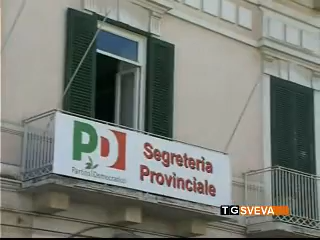 PD
Partito Democratico
Segreteria
Provinciale
TGSVEVA